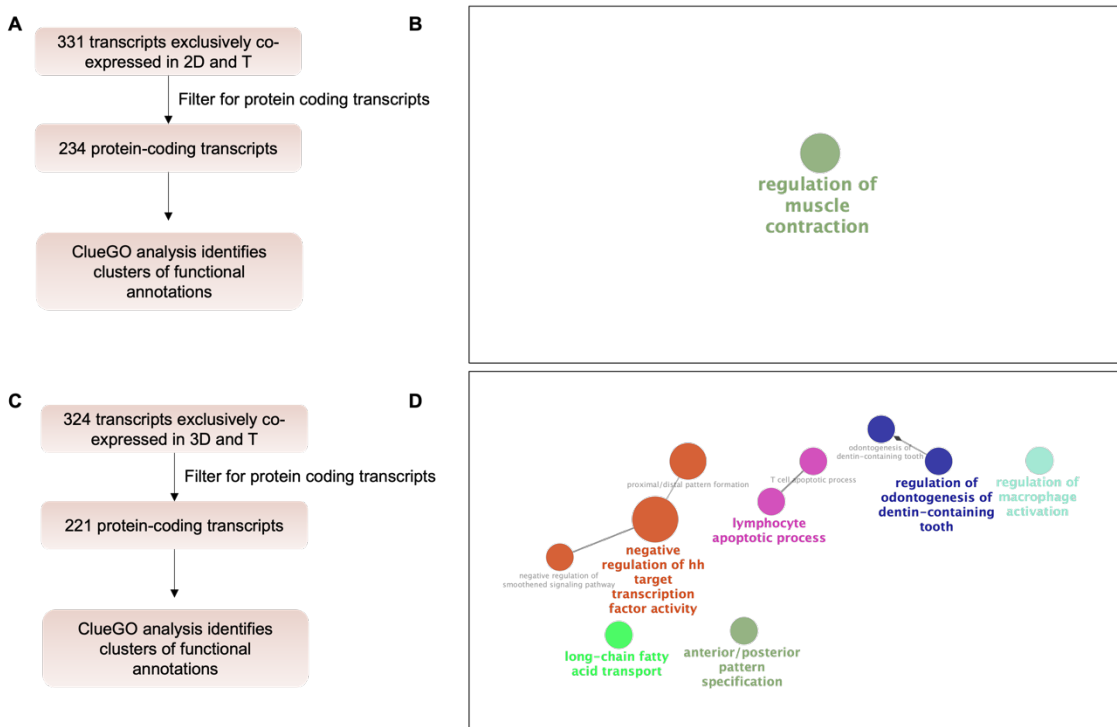 A
331 transcripts exclusively co-
expressed in 2D and T
Filter for protein coding transcripts
234 protein-coding transcripts
ClueGO analysis identifies
clusters of functional
annotations
B
regulation of
muscle
contraction
C
324 transcripts exclusively co-
expressed in 3D and T
Filter for protein coding transcripts
221 protein-coding transcripts
ClueGO analysis identifies
clusters of functional
annotations
D
proximal/distal pattern formation
negative regulation of
smoothened signaling pathway
negative
regulation of hh
target
transcription
factor activity
T cell apoptotic process
lymphocyte
apoptotic process
odontogenesis of
dentin-containing tooth
regulation of
odontogenesis of
dentin-containing
tooth
regulation of
macrophage
activation
long-chain fatty
acid transport
anterior/posterior
pattern
specification